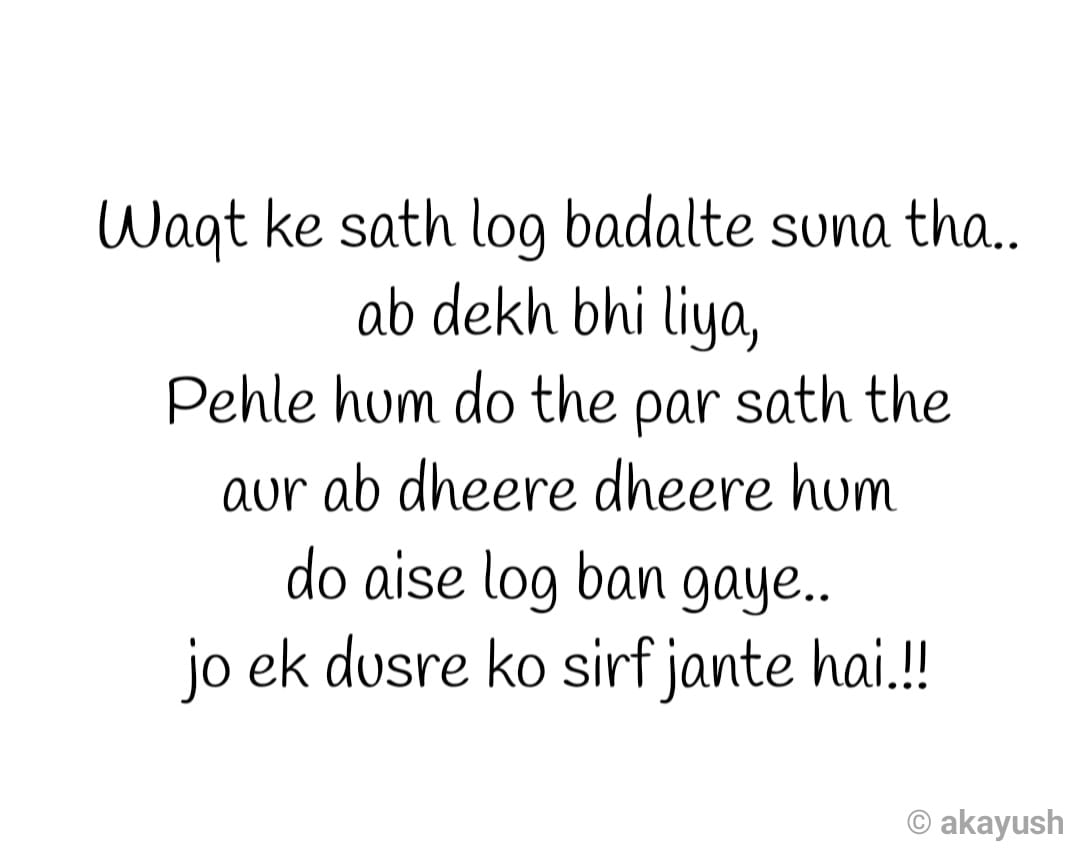 Waqt ke sath log badalte suna tha..
ab dekh bhi liya,
Pehle hum do the par sath the
aur ab dheere dheere hum
do aise log ban gaye..
jo ek dusre ko sirf jante hai.!!
© akayush